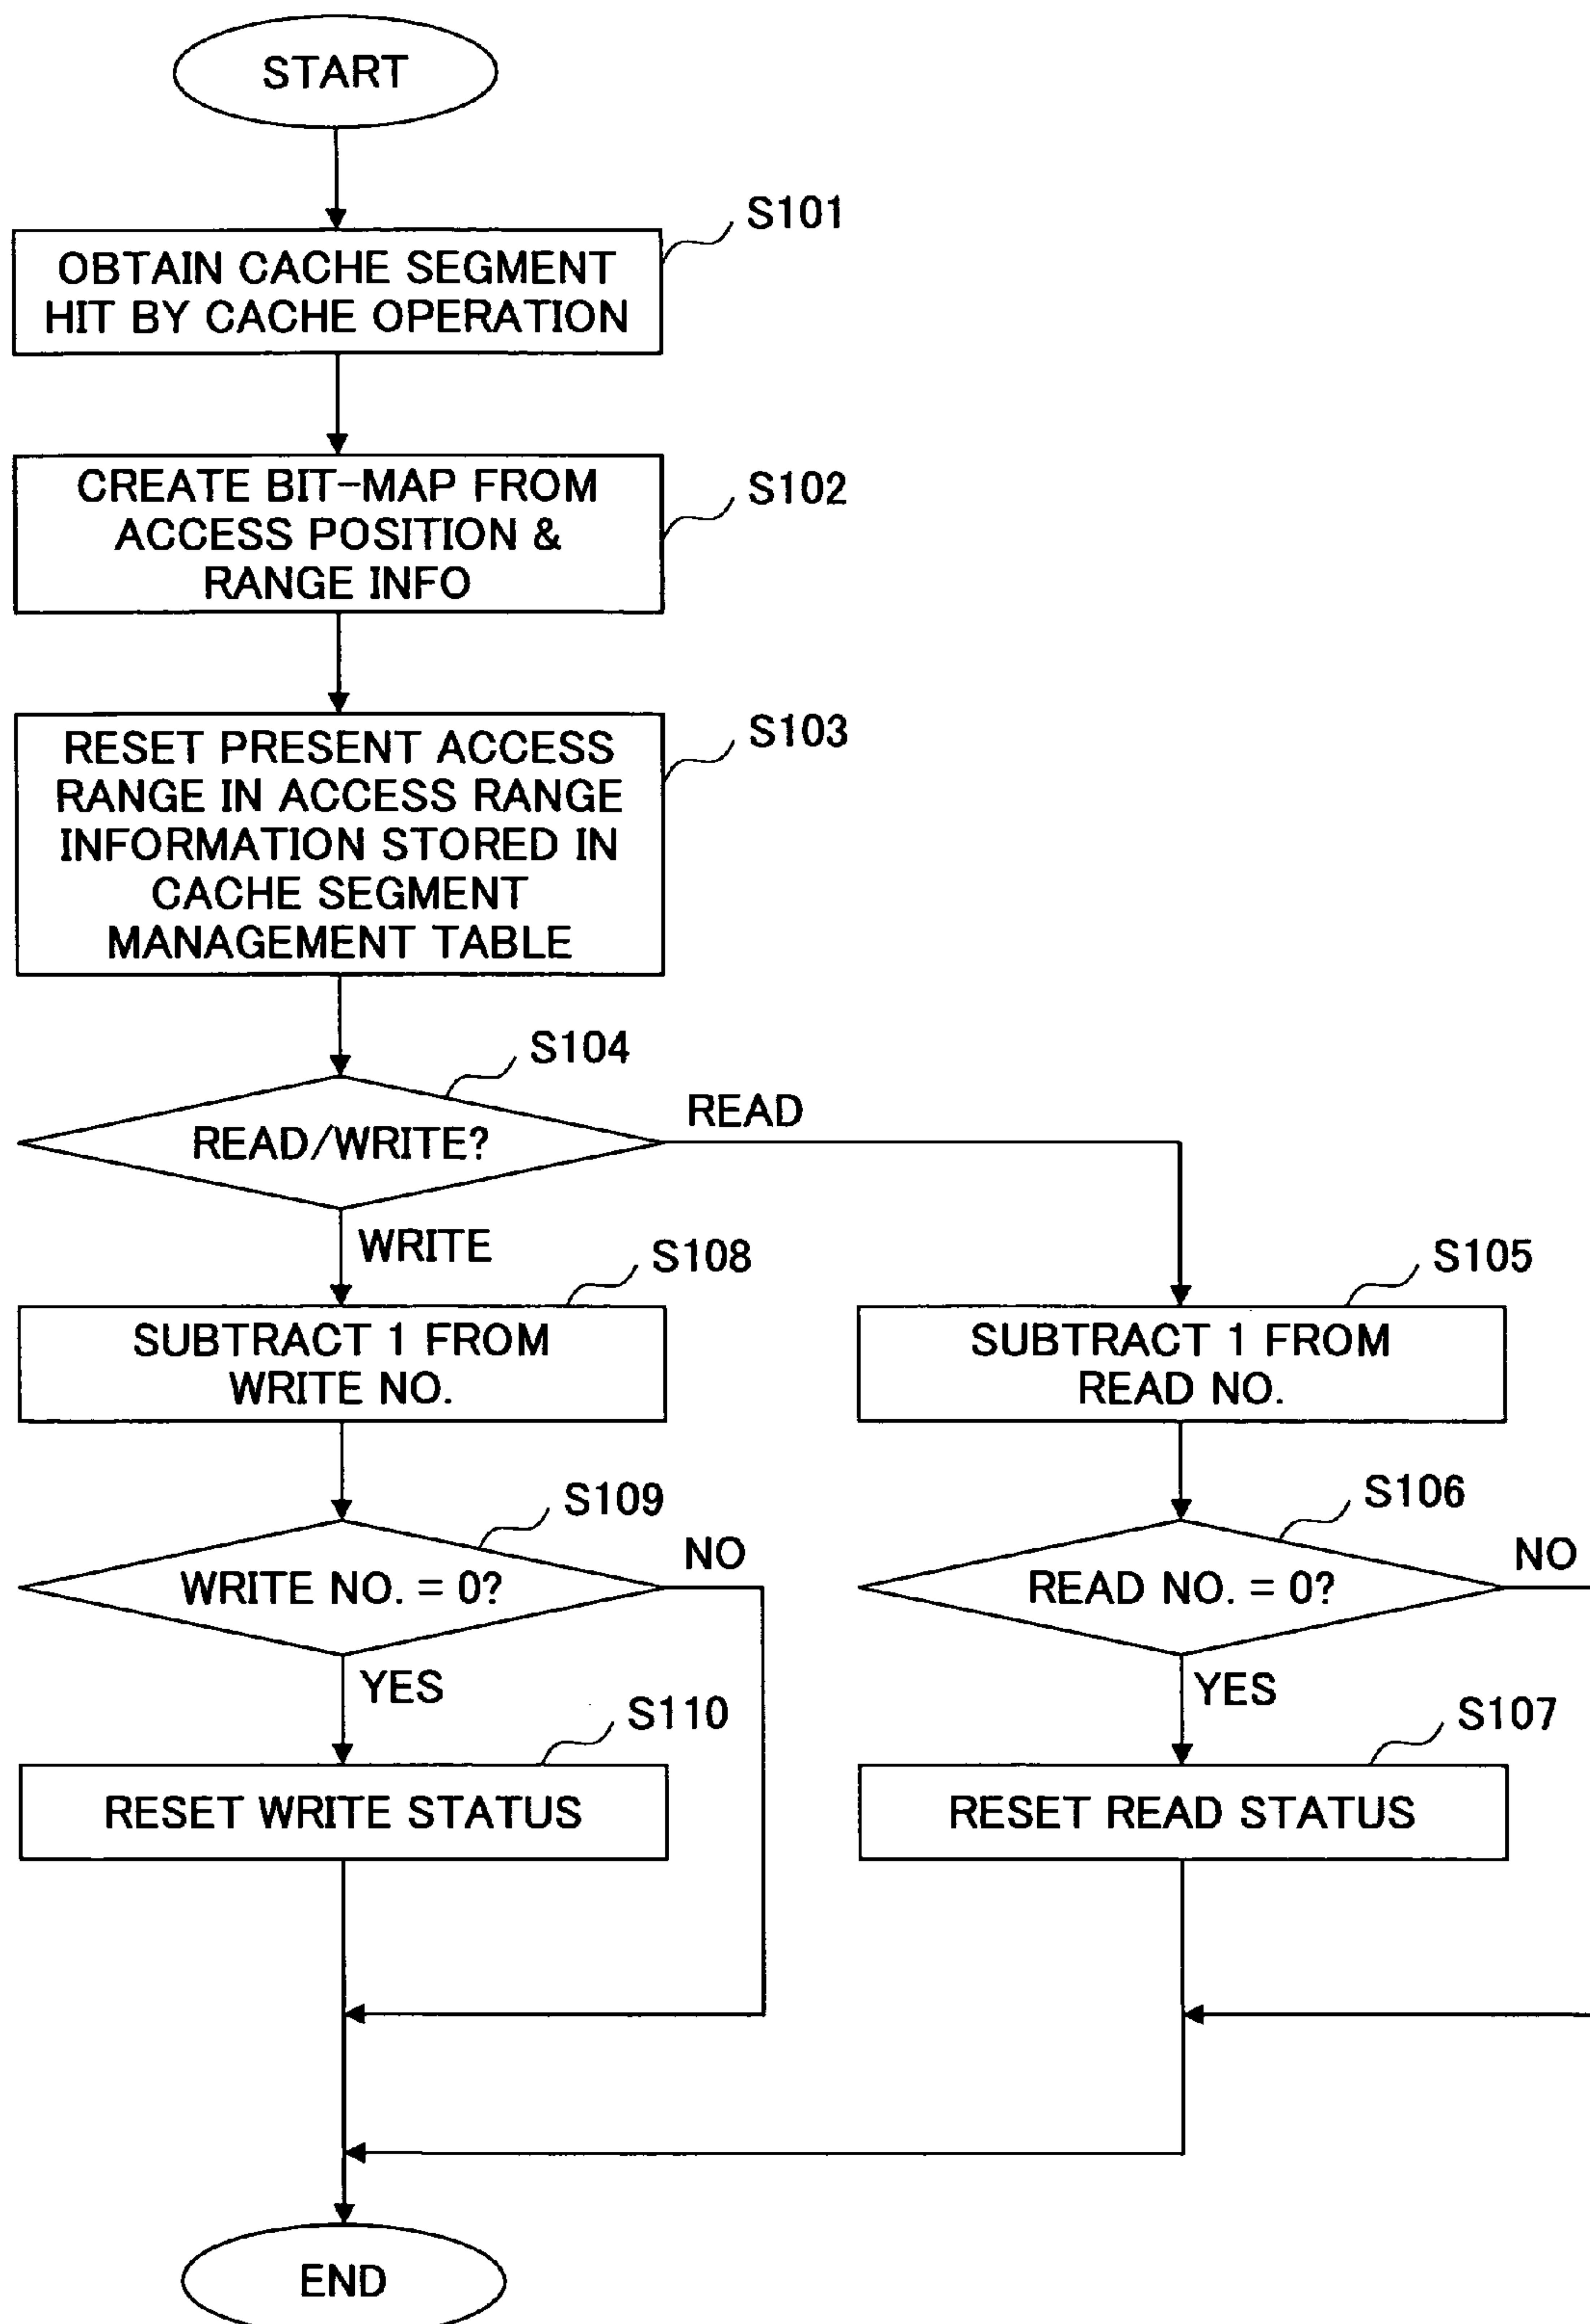 START
S101
OBTAIN CACHE SEGMENT
HIT BY CACHE OPERATION
S102
CREATE BIT-MAP FROM
ACCESS POSITION &
RANGE INFO
S103
RESET PRESENT ACCESS
RANGE IN ACCESS RANGE
INFORMATION STORED IN
CACHE SEGMENT
MANAGEMENT TABLE
S104
READ/WRITE?
READ
WRITE
S108
SUBTRACT 1 FROM
WRITE NO.
S105
SUBTRACT 1 FROM
READ NO.
S109
WRITE NO. = 0?
NO
YES
S106
READ NO. = 0?
NO
YES
S110
RESET WRITE STATUS
S107
RESET READ STATUS
END